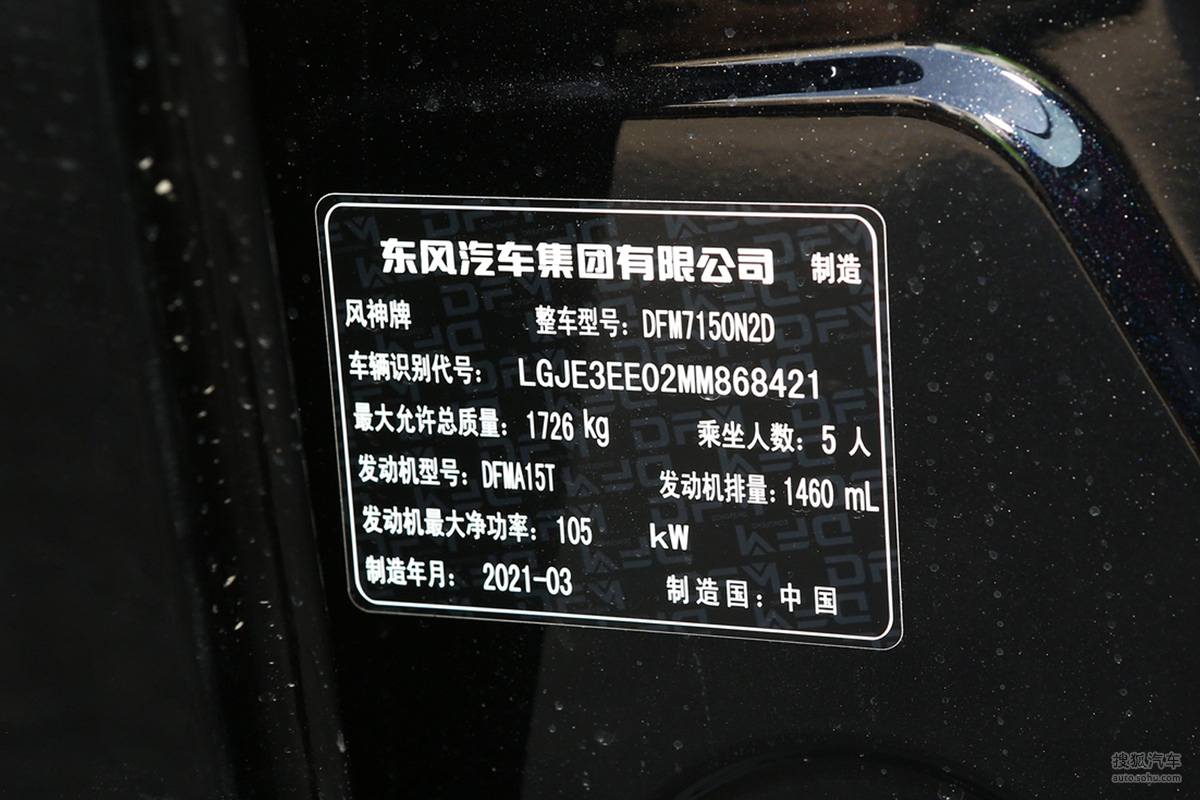 东风汽车集团有限公司 制造
风神牌 整车型号：DFM7150N2D
车辆识别代号： LGJE3EE02MM868421
最大允许总质量：1726 kg 乘坐人数：5 人
发动机型号：DFMA15T 发动机排量：1460 mL
发动机最大净功率：105 kW
制造年月： 2021-03 制造国：中国
搜狐汽车
auto.sohu.com